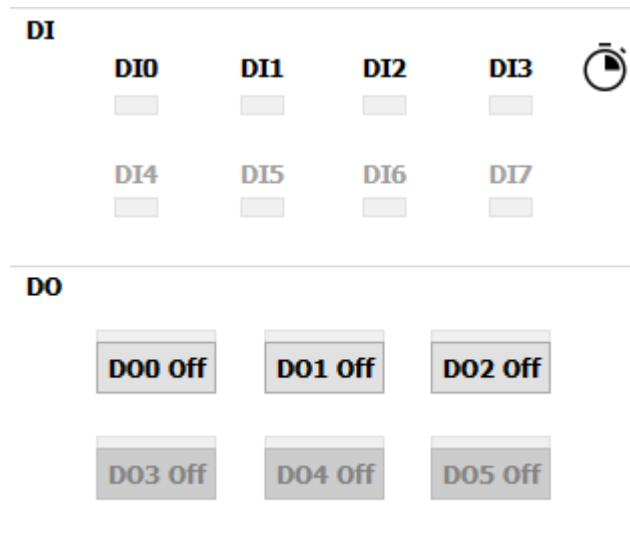 DI
DI0 DI1 DI2 DI3
DI4 DI5 DI6 DI7
DO
DO0 Off DO1 Off DO2 Off
DO3 Off DO4 Off DO5 Off